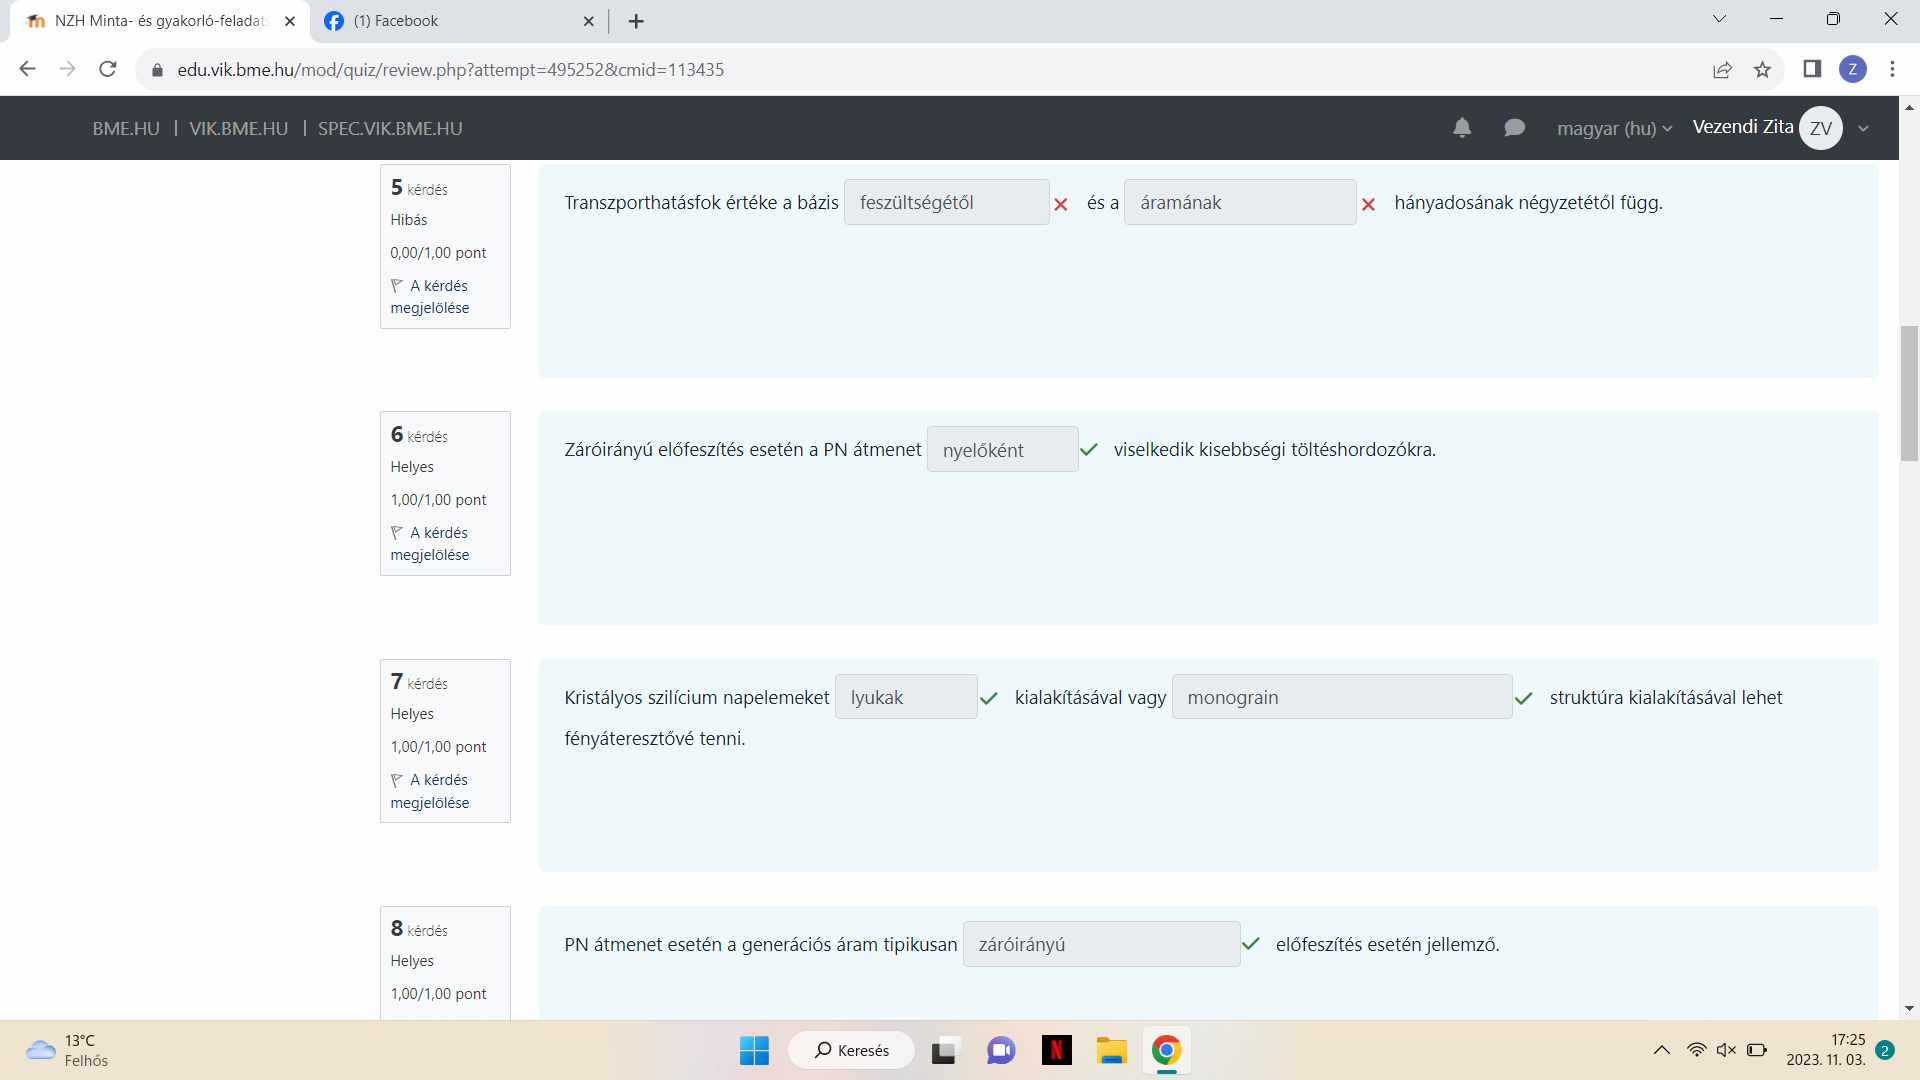 NZH Minta- és gyakorló-feladat
(1) Facebook
edu.vik.bme.hu/mod/quiz/review.php?attempt=495252&cmid=113435
Z
BME.HU | VIK.BME.HU | SPEC.VIK.BME.HU
magyar (hu)
Vezendi Zita
ZV
5 kérdés
Hibás
0,00/1,00 pont
A kérdés
megjelölése
Transzporthatásfok értéke a bázis feszültségétől és a áramának hányadosának négyzetétől függ.
6 kérdés
Helyes
1,00/1,00 pont
A kérdés
megjelölése
Záróirányú előfeszítés esetén a PN átmenet nyelőként viselkedik kisebbségi töltéshordozókra.
7 kérdés
Helyes
1,00/1,00 pont
A kérdés
megjelölése
Kristályos szilícium napelemeket lyukak kialakításával vagy monograin struktúra kialakításával lehet
fényáteresztővé tenni.
8 kérdés
Helyes
1,00/1,00 pont
PN átmenet esetén a generációs áram tipikusan záróirányú előfeszítés esetén jellemző.
13°C
Felhős
Keresés
N
17:25
2023. 11. 03.
2